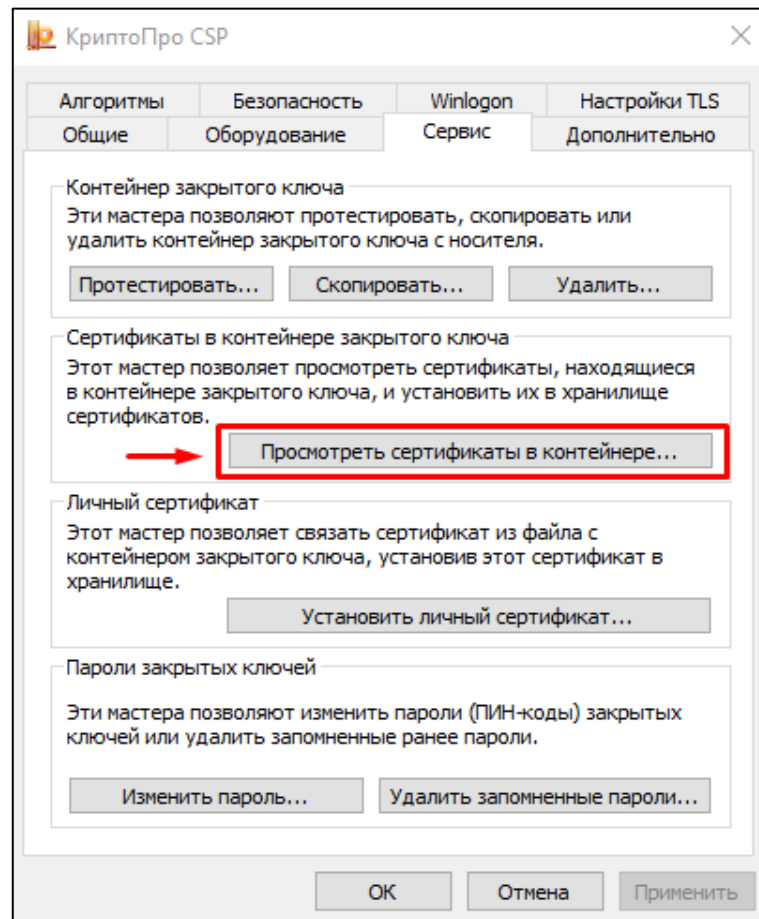 КриптоПро CSP
Алгоритмы Безопасность Winlogon Настройки TLS
Общие Оборудование Сервис Дополнительно
Контейнер закрытого ключа
Эти мастера позволяют протестировать, скопировать или
удалить контейнер закрытого ключа с носителя.
Протестировать... Скопировать... Удалить...
Сертификаты в контейнере закрытого ключа
Этот мастер позволяет просмотреть сертификаты, находящиеся
в контейнере закрытого ключа, и установить их в хранилище
сертификатов.
Просмотреть сертификаты в контейнере...
Личный сертификат
Этот мастер позволяет связать сертификат из файла с
контейнером закрытого ключа, установив этот сертификат в
хранилище.
Установить личный сертификат...
Пароли закрытых ключей
Эти мастера позволяют изменить пароли (ПИН-коды) закрытых
ключей или удалить запомненные ранее пароли.
Изменить пароль... Удалить запомненные пароли...
ОК Отмена Применить